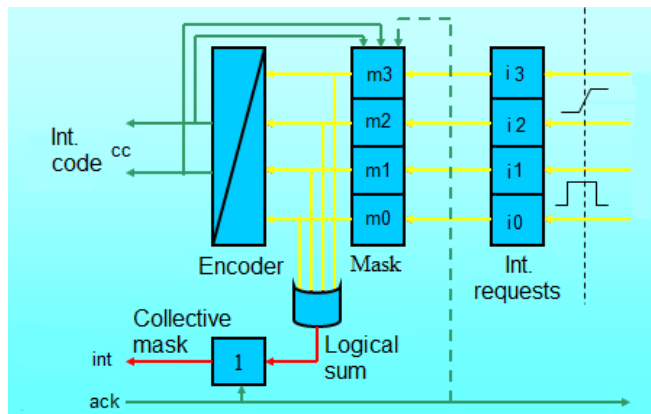 m3
i3
m2
i2
Int.
code
cc
m1
i1
m0
i0
Encoder
Mask
Int.
requests
Collective
mask
Logical
sum
int
1
ack